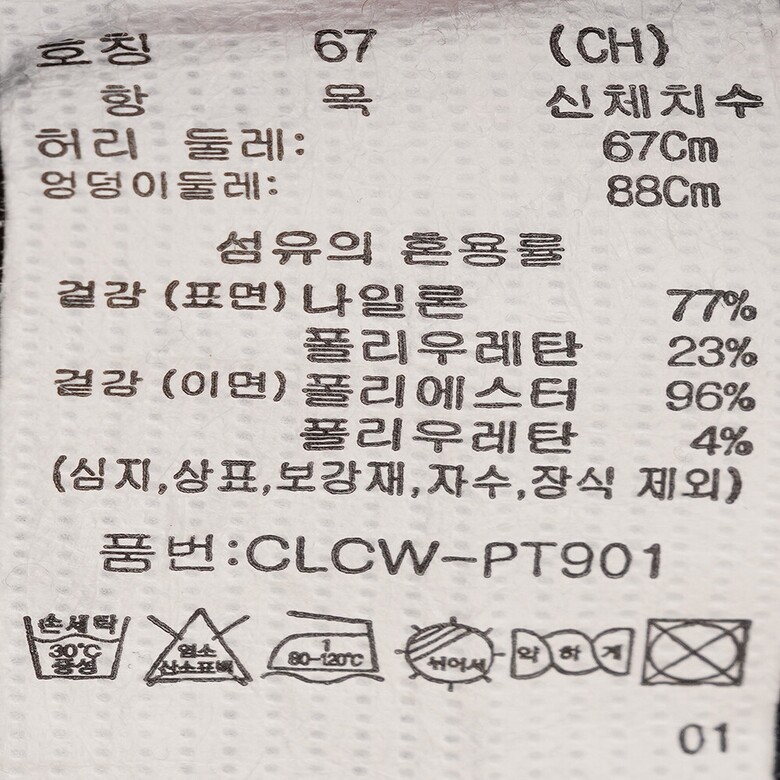 호칭 67 (CH)
항 목 신체치수
허리 둘레: 67Cm
엉덩이둘레: 88Cm
섬유의 혼용률
겉감 (표면) 나일론 77%
폴리우레탄 23%
겉감 (이면) 폴리에스터 96%
폴리우레탄 4%
(심지,상표,보강재,자수,장식 제외)
품번:CLCW-PT901
손세탁
30℃
중성
염소
산소표백
1
80-120℃
뉘어서
약하게
01